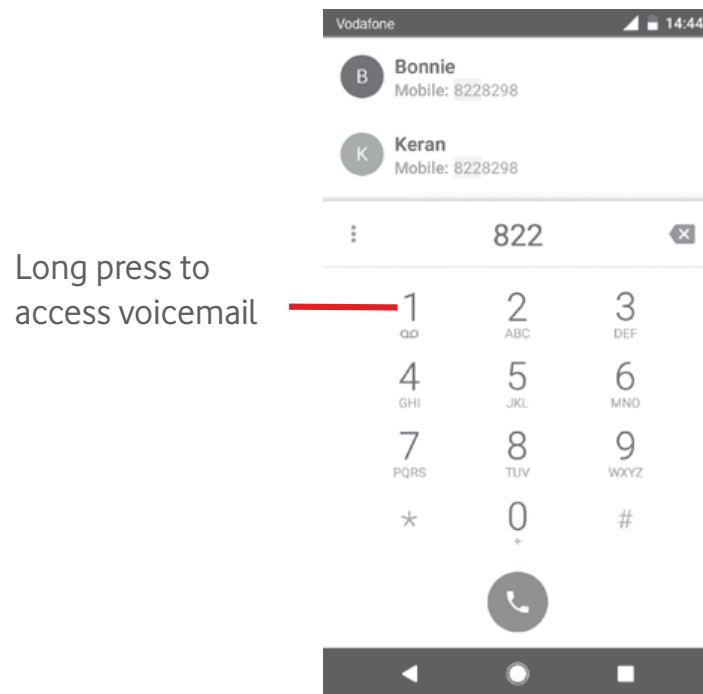 Vodafone 14:44
B Bonnie
Mobile: 8228298
K Keran
Mobile: 8228298
822
Long press to
access voicemail
1 2 3
ABC DEF
4 5 6
GHI JKL MNO
7 8 9
PQRS TUV WXYZ
* 0 #
+